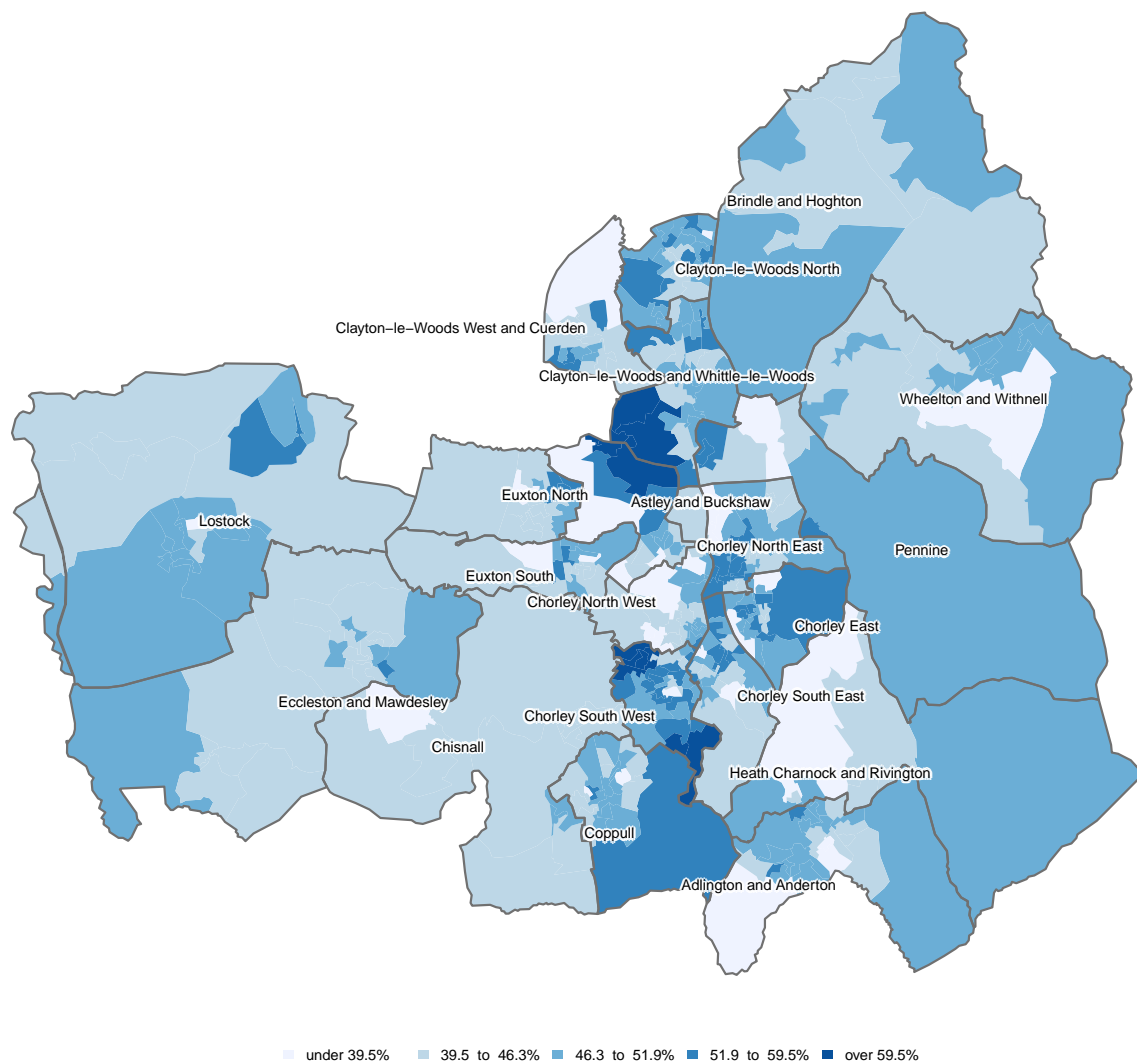 Brindle and Hoghton
Clayton−le−Woods North
Clayton−le−Woods West and Cuerden
Clayton−le−Woods and Whittle−le−Woods
Wheelton and Withnell
Euxton North
Astley and Buckshaw
Lostock
Chorley North East
Pennine
Euxton South
Chorley North West
Chorley East
Eccleston and Mawdesley
Chorley South East
Chorley South West
Chisnall
Heath Charnock and Rivington
Coppull
Adlington and Anderton
under 39.5% 39.5 to 46.3% 46.3 to 51.9% 51.9 to 59.5% over 59.5%